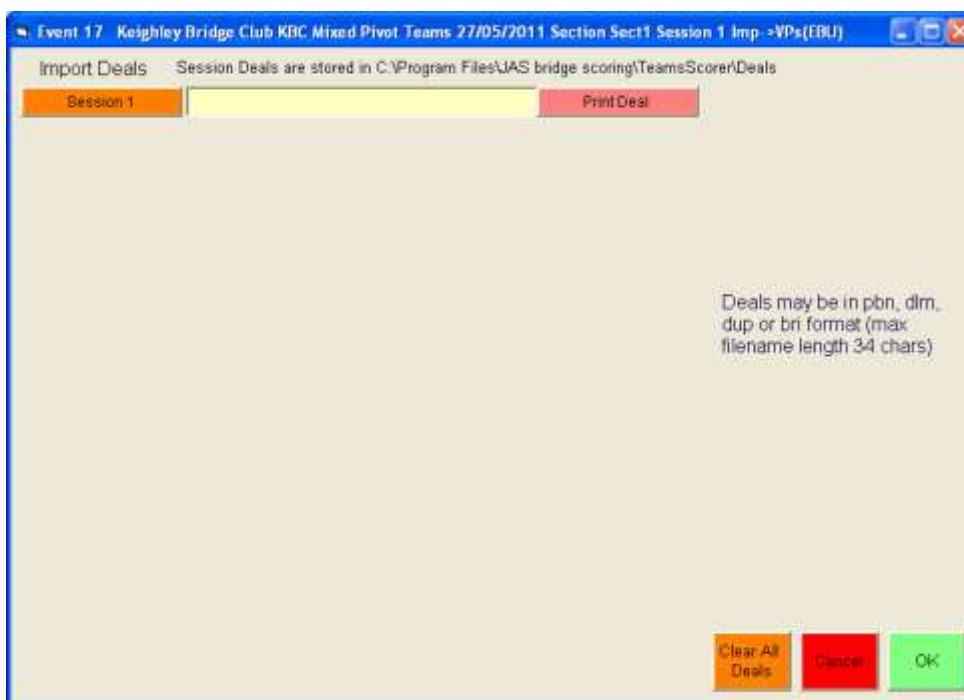 Event 17 Keighley Bridge Club KBC Mixed Pivot Teams 27/05/2011 Section Sect1 Session 1 Imp->VPs(EBU)
Import Deals Session Deals are stored in C:\Program Files\JAS bridge scoring\TeamsScorer\Deals
Session 1 Print Deal
Deals may be in pbn, dlm,
dup or bri format (max
filename length 34 chars)
Clear All
Deals
Cancel
OK